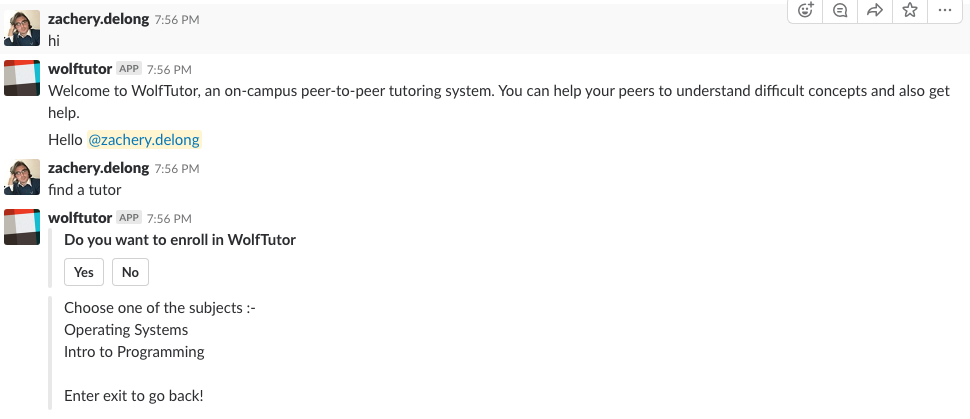 zachery.delong 7:56 PM
hi
wolftutor APP 7:56 PM
Welcome to WolfTutor, an on-campus peer-to-peer tutoring system. You can help your peers to understand difficult concepts and also get
help.
Hello @zachery.delong
zachery.delong 7:56 PM
find a tutor
wolftutor APP 7:56 PM
Do you want to enroll in WolfTutor
Yes No
Choose one of the subjects :-
Operating Systems
Intro to Programming
Enter exit to go back!